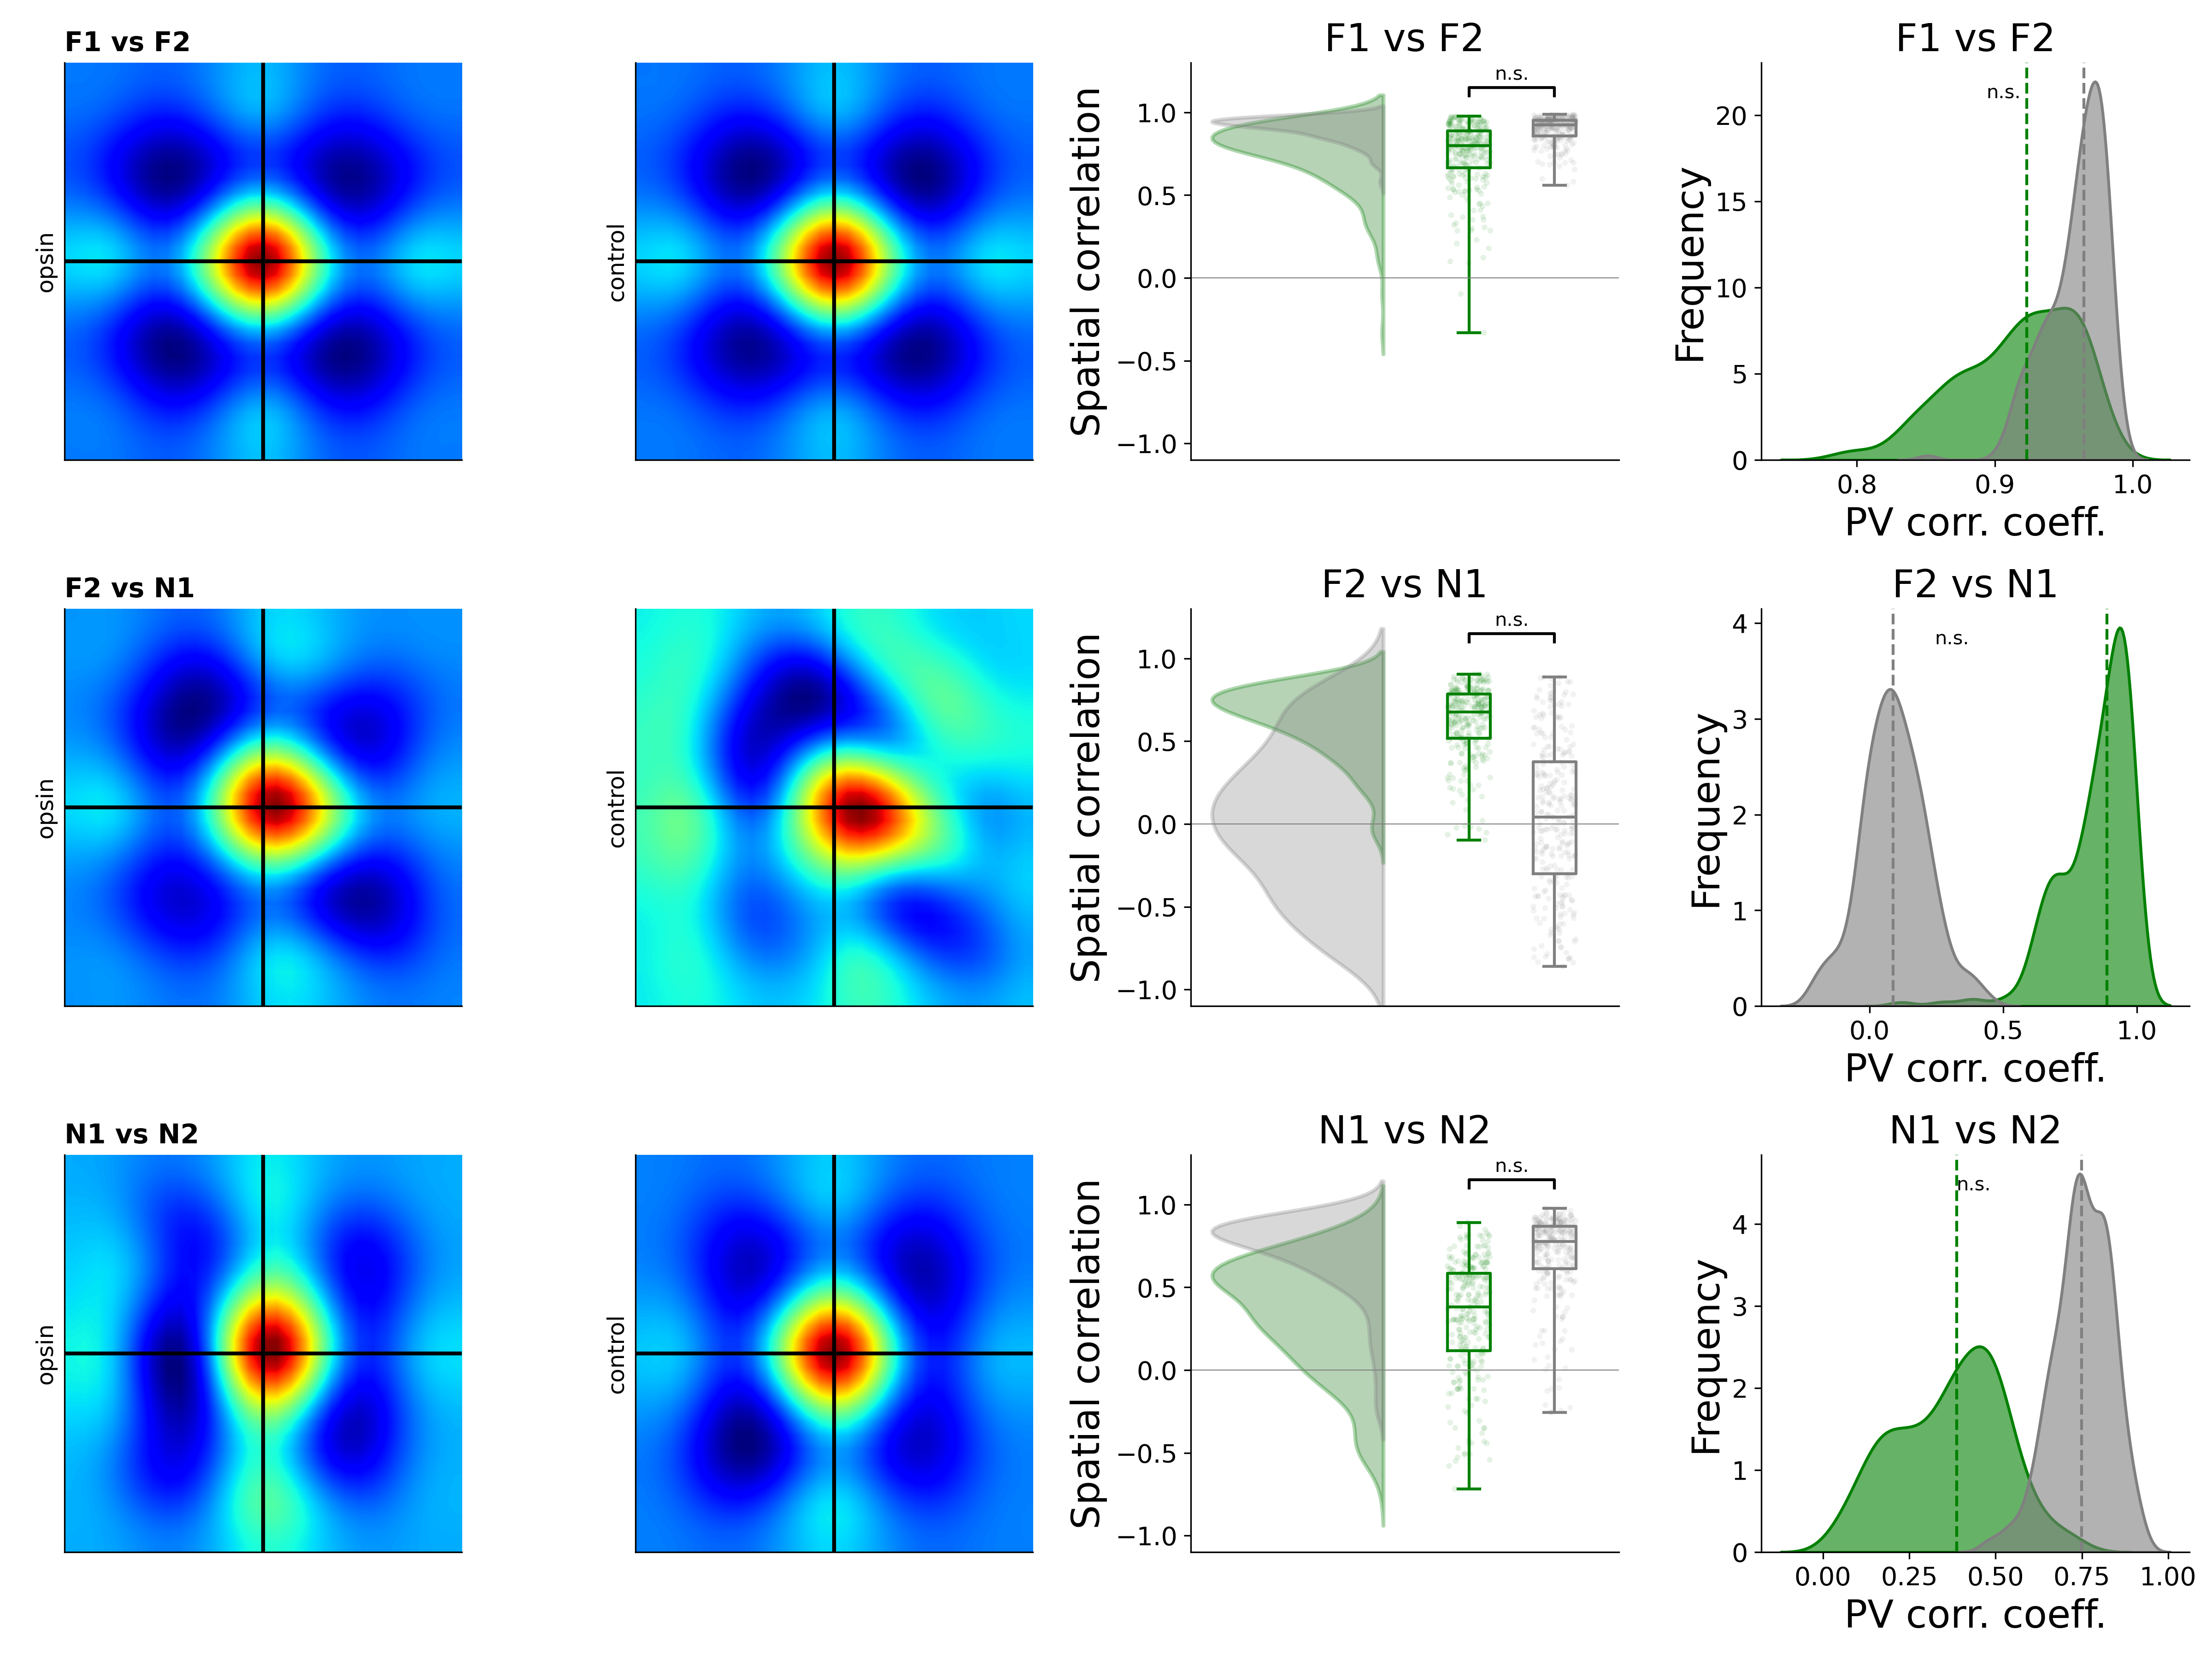 F1 vs F2
opsin
control
F1 vs F2
Spatial correlation
1.0
0.5
0.0
−0.5
−1.0
n.s.
F1 vs F2
Frequency
20
15
10
5
0
n.s.
0.8 0.9 1.0
PV corr. coeff.
F2 vs N1
opsin
control
F2 vs N1
Spatial correlation
1.0
0.5
0.0
−0.5
−1.0
n.s.
F2 vs N1
Frequency
4
3
2
1
0
n.s.
0.0 0.5 1.0
PV corr. coeff.
N1 vs N2
opsin
control
N1 vs N2
Spatial correlation
1.0
0.5
0.0
−0.5
−1.0
n.s.
N1 vs N2
Frequency
4
3
2
1
0
n.s.
0.00 0.25 0.50 0.75 1.00
PV corr. coeff.